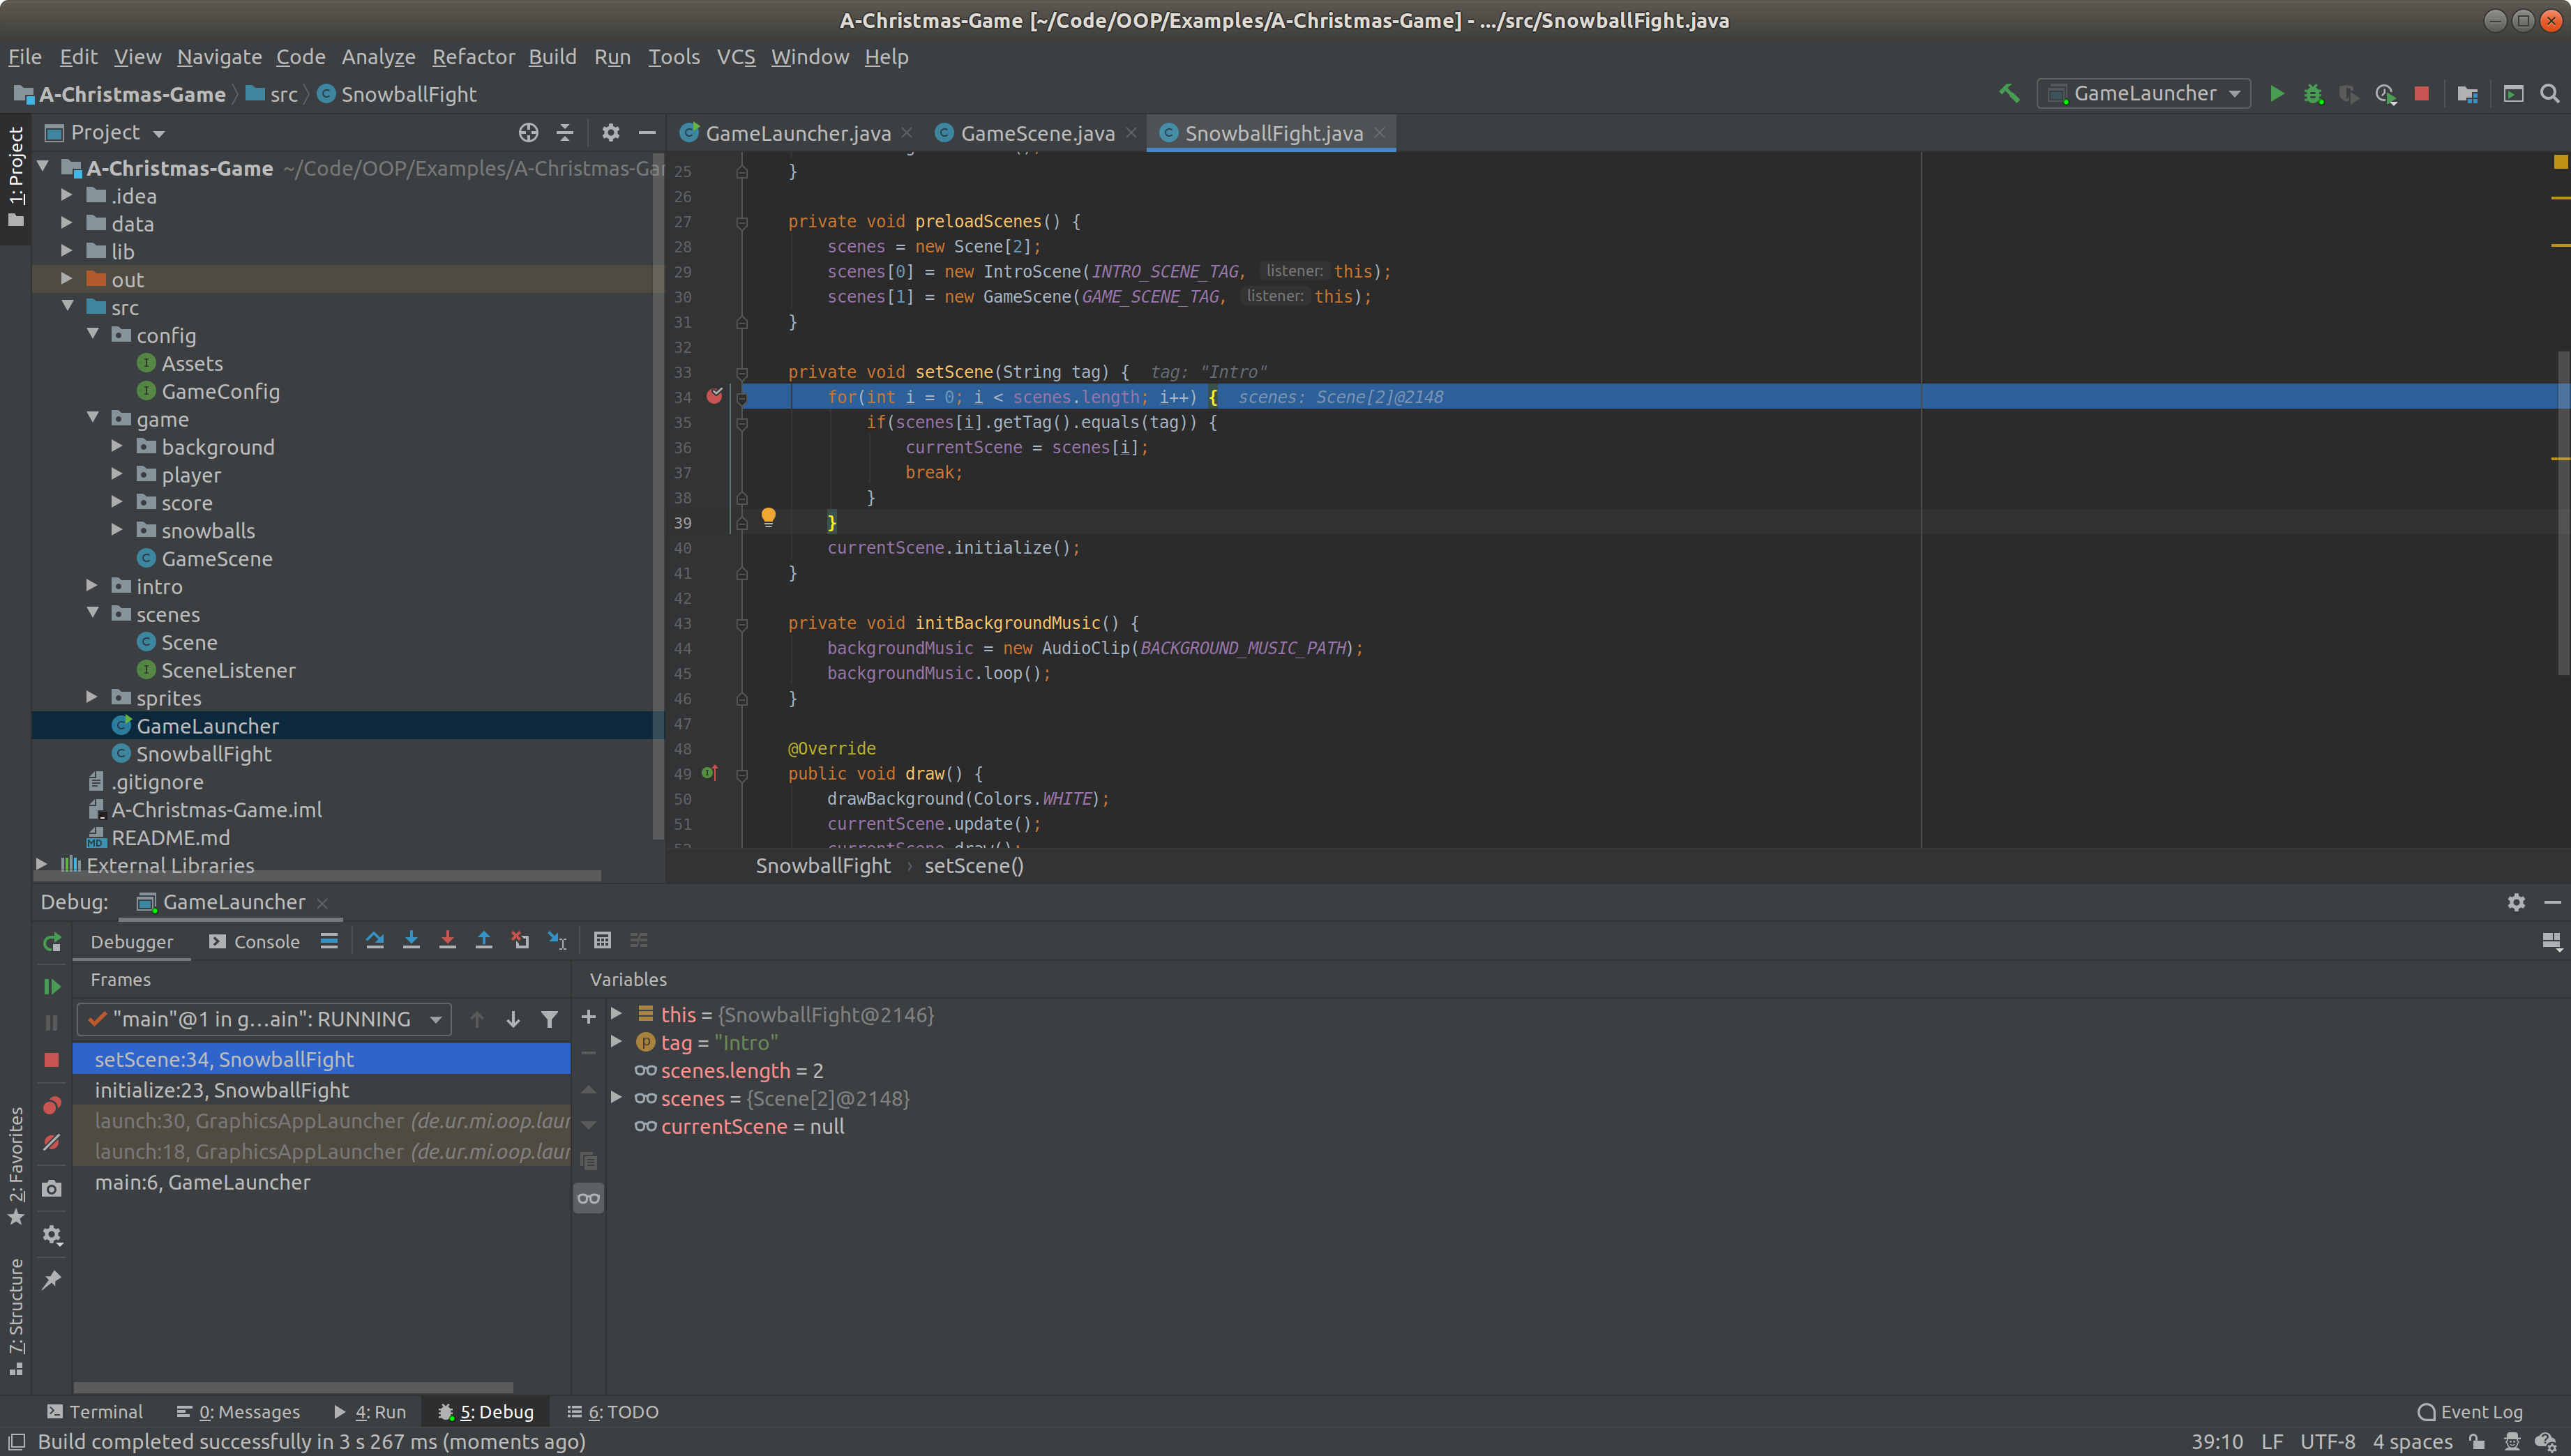 A-Christmas-Game [~/Code/OOP/Examples/A-Christmas-Game] - .../src/SnowballFight.java
File Edit View Navigate Code Analyze Refactor Build Run Tools VCS Window Help
A-Christmas-Game src SnowballFight
GameLauncher
1: Project
Project
A-Christmas-Game ~/Code/OOP/Examples/A-Christmas-Gar
.idea
data
lib
out
src
config
Assets
GameConfig
game
background
player
score
snowballs
GameScene
intro
scenes
Scene
SceneListener
sprites
GameLauncher
SnowballFight
.gitignore
A-Christmas-Game.iml
README.md
External Libraries
GameLauncher.java GameScene.java SnowballFight.java
25 }
26
27 private void preloadScenes() {
28 scenes = new Scene[2];
29 scenes[0] = new IntroScene(INTRO_SCENE_TAG, listener: this);
30 scenes[1] = new GameScene(GAME_SCENE_TAG, listener: this);
31 }
32
33 private void setScene(String tag) { tag: "Intro"
34 for(int i = 0; i < scenes.length; i++) { scenes: Scene[2]@2148
35 if(scenes[i].getTag().equals(tag)) {
36 currentScene = scenes[i];
37 break;
38 }
39 }
40 currentScene.initialize();
41 }
42
43 private void initBackgroundMusic() {
44 backgroundMusic = new AudioClip(BACKGROUND_MUSIC_PATH);
45 backgroundMusic.loop();
46 }
47
48 @Override
49 public void draw() {
50 drawBackground(Colors.WHITE);
51 currentScene.update();
SnowballFight setScene()
Debug: GameLauncher
Debugger Console
Frames
"main"@1 in g...ain": RUNNING
setScene:34, SnowballFight
initialize:23, SnowballFight
launch:30, GraphicsAppLauncher (de.ur.mi.oop.laur
launch:18, GraphicsAppLauncher (de.ur.mi.oop.laur
main:6, GameLauncher
Variables
this = {SnowballFight@2146}
tag = "Intro"
scenes.length = 2
scenes = {Scene[2]@2148}
currentScene = null
2: Favorites
7: Structure
Terminal 0: Messages 4: Run 5: Debug 6: TODO Event Log
Build completed successfully in 3 s 267 ms (moments ago) 39:10 LF UTF-8 4 spaces